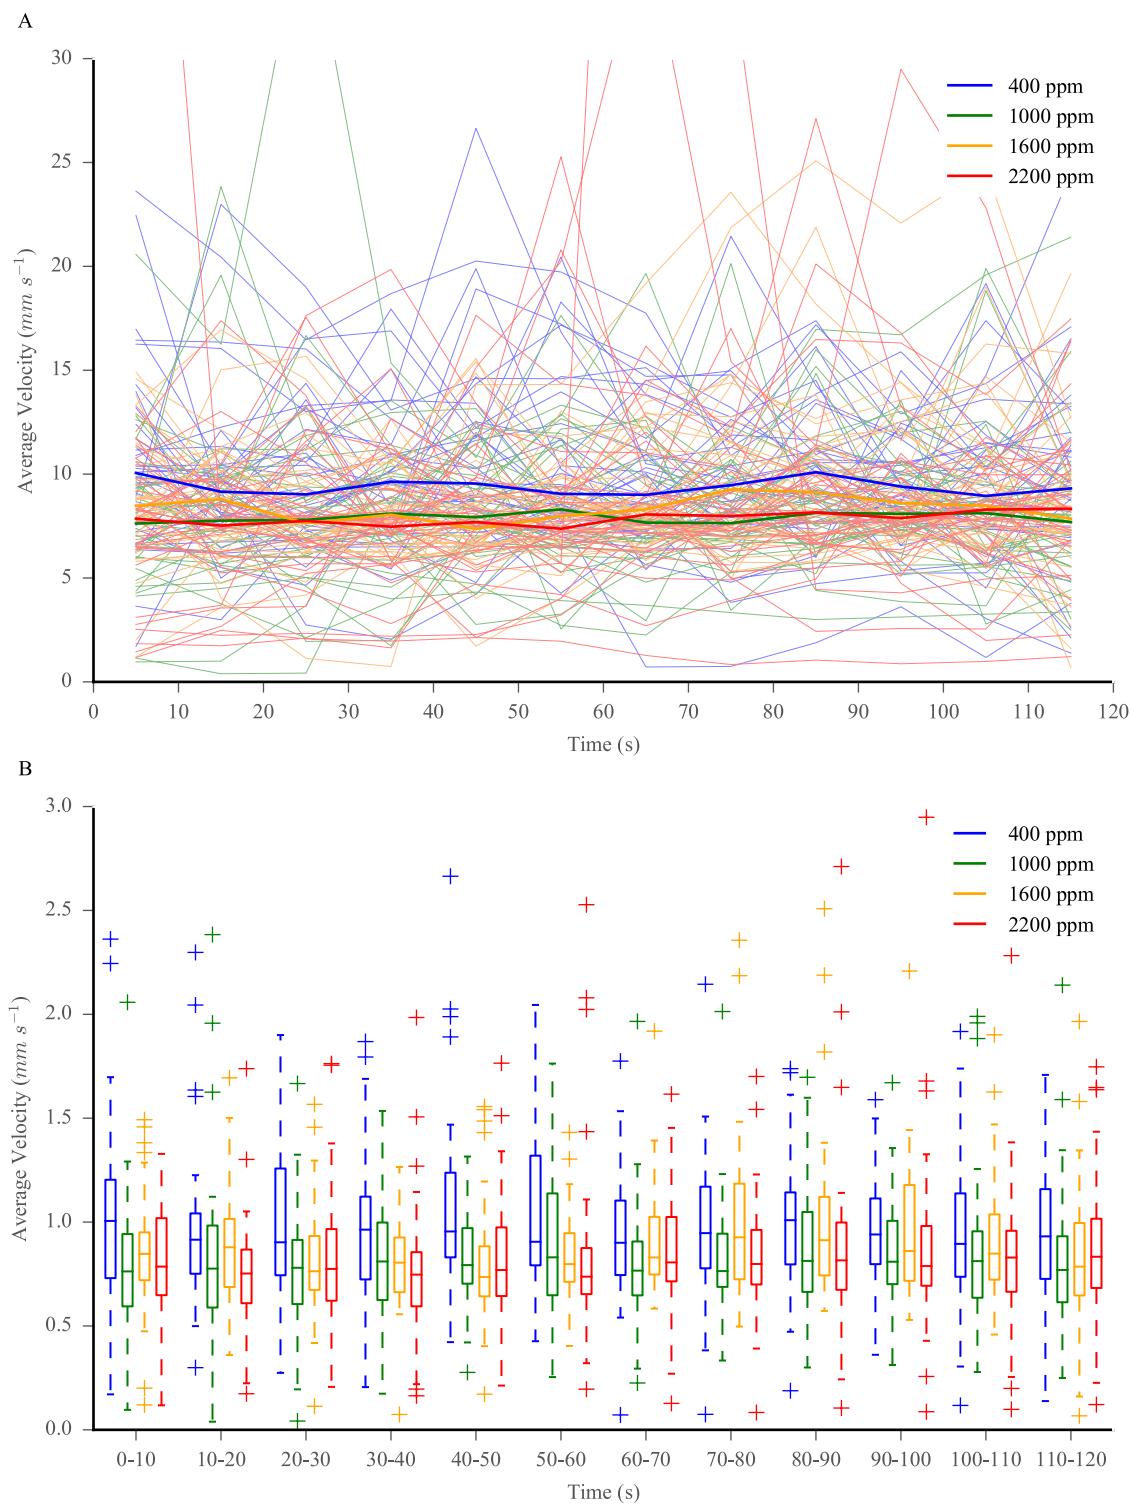 A
30
25
20
15
10
5
0
Average Velocity (mm s⁻¹)
400 ppm
1000 ppm
1600 ppm
2200 ppm
0 10 20 30 40 50 60 70 80 90 100 110 120
Time (s)
B
3.0
2.5
2.0
1.5
1.0
0.5
0.0
Average Velocity (mm s⁻¹)
400 ppm
1000 ppm
1600 ppm
2200 ppm
0-10 10-20 20-30 30-40 40-50 50-60 60-70 70-80 80-90 90-100 100-110 110-120
Time (s)